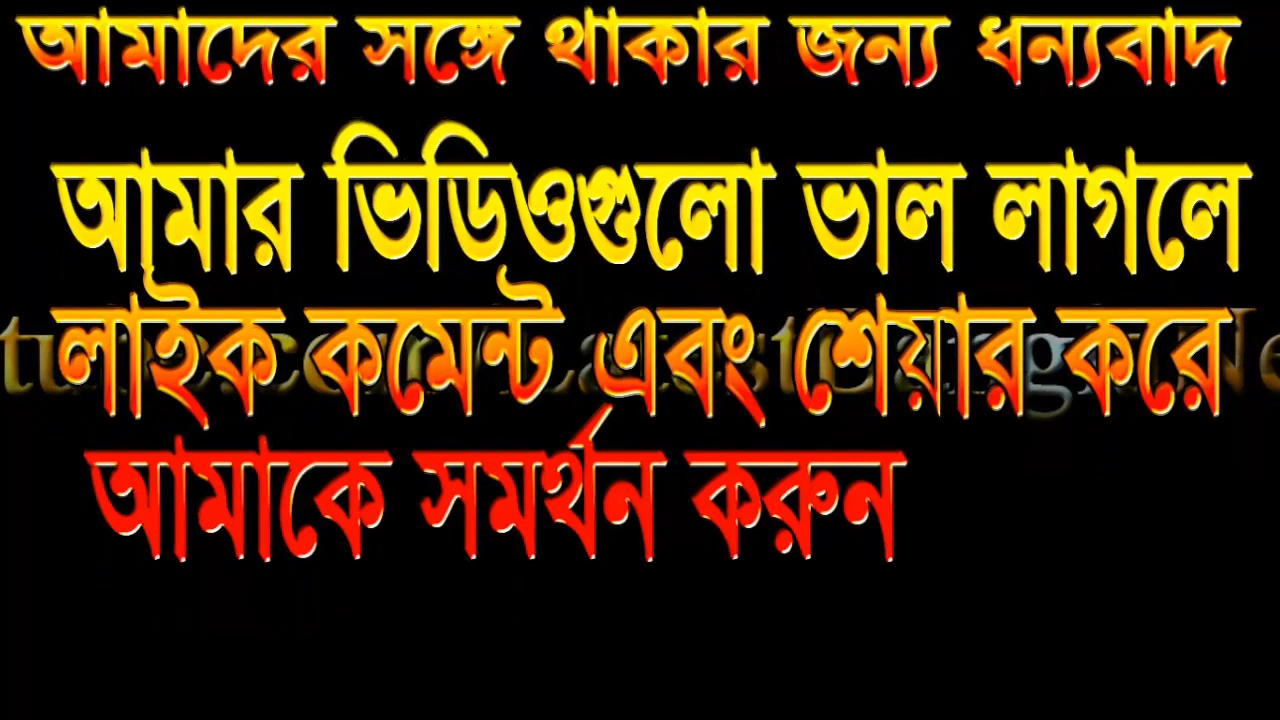 আমাদের সঙ্গে থাকার জন্য ধন্যবাদ
আমার ভিডিওগুলো ভাল লাগলে
লাইক কমেন্ট এবং শেয়ার করে
আমাকে সমর্থন করুন